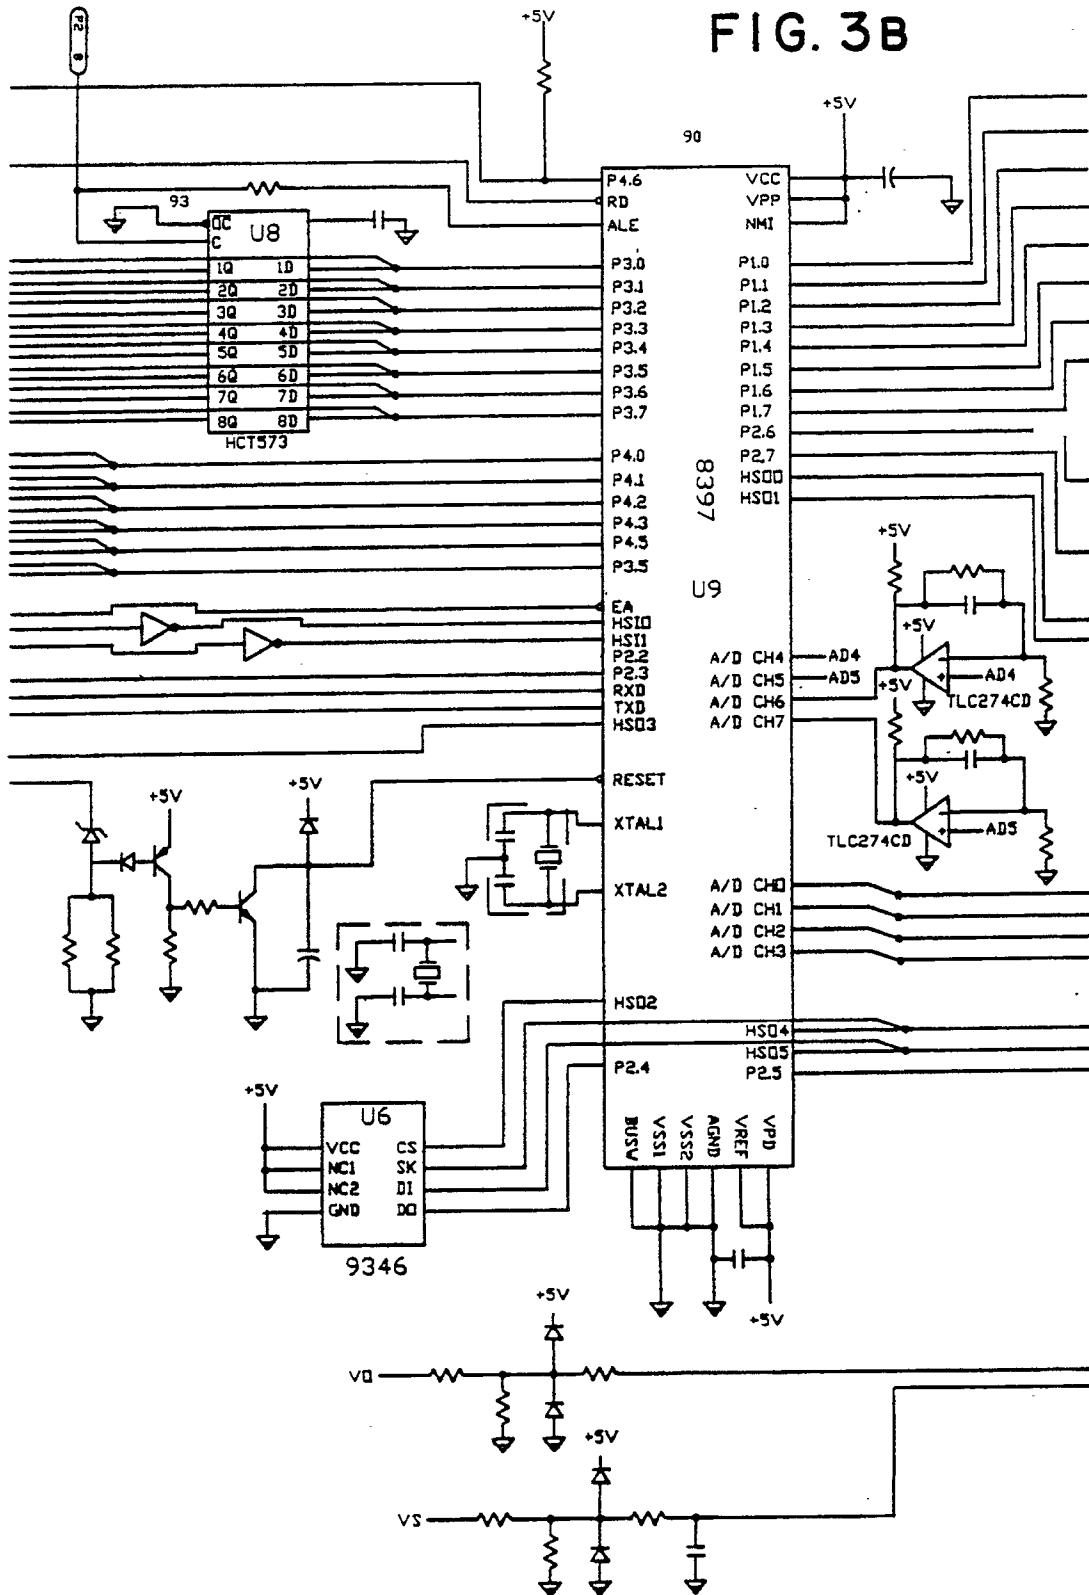 FIG. 3B
P2 8
+5V
+5V
90
93
OC
C
U8
1Q 1D
2Q 2D
3Q 3D
4Q 4D
5Q 5D
6Q 6D
7Q 7D
8Q 8D
HCT573
P4.6
RD
ALE
P3.0
P3.1
P3.2
P3.3
P3.4
P3.5
P3.6
P3.7
P4.0
P4.1
P4.2
P4.3
P4.5
P3.5
EA
HSI0
HSI1
P2.2
P2.3
RXD
TXD
HSO3
RESET
XTAL1
XTAL2
HSO2
P2.4
8397
U9
VCC
VPP
NMI
P1.0
P1.1
P1.2
P1.3
P1.4
P1.5
P1.6
P1.7
P2.6
P2.7
HSO0
HSO1
A/D CH4 AD4
A/D CH5 AD5
A/D CH6
A/D CH7
+5V
+5V
AD4
TLC274CD
+5V
+5V
AD5
TLC274CD
A/D CH0
A/D CH1
A/D CH2
A/D CH3
HSO4
HSO5
P2.5
BUSW
VSS1
VSS2
AGND
VREF
VPD
+5V
+5V
+5V
+5V
U6
VCC CS
NC1 SK
NC2 DI
GND DO
9346
+5V
VO
+5V
VS